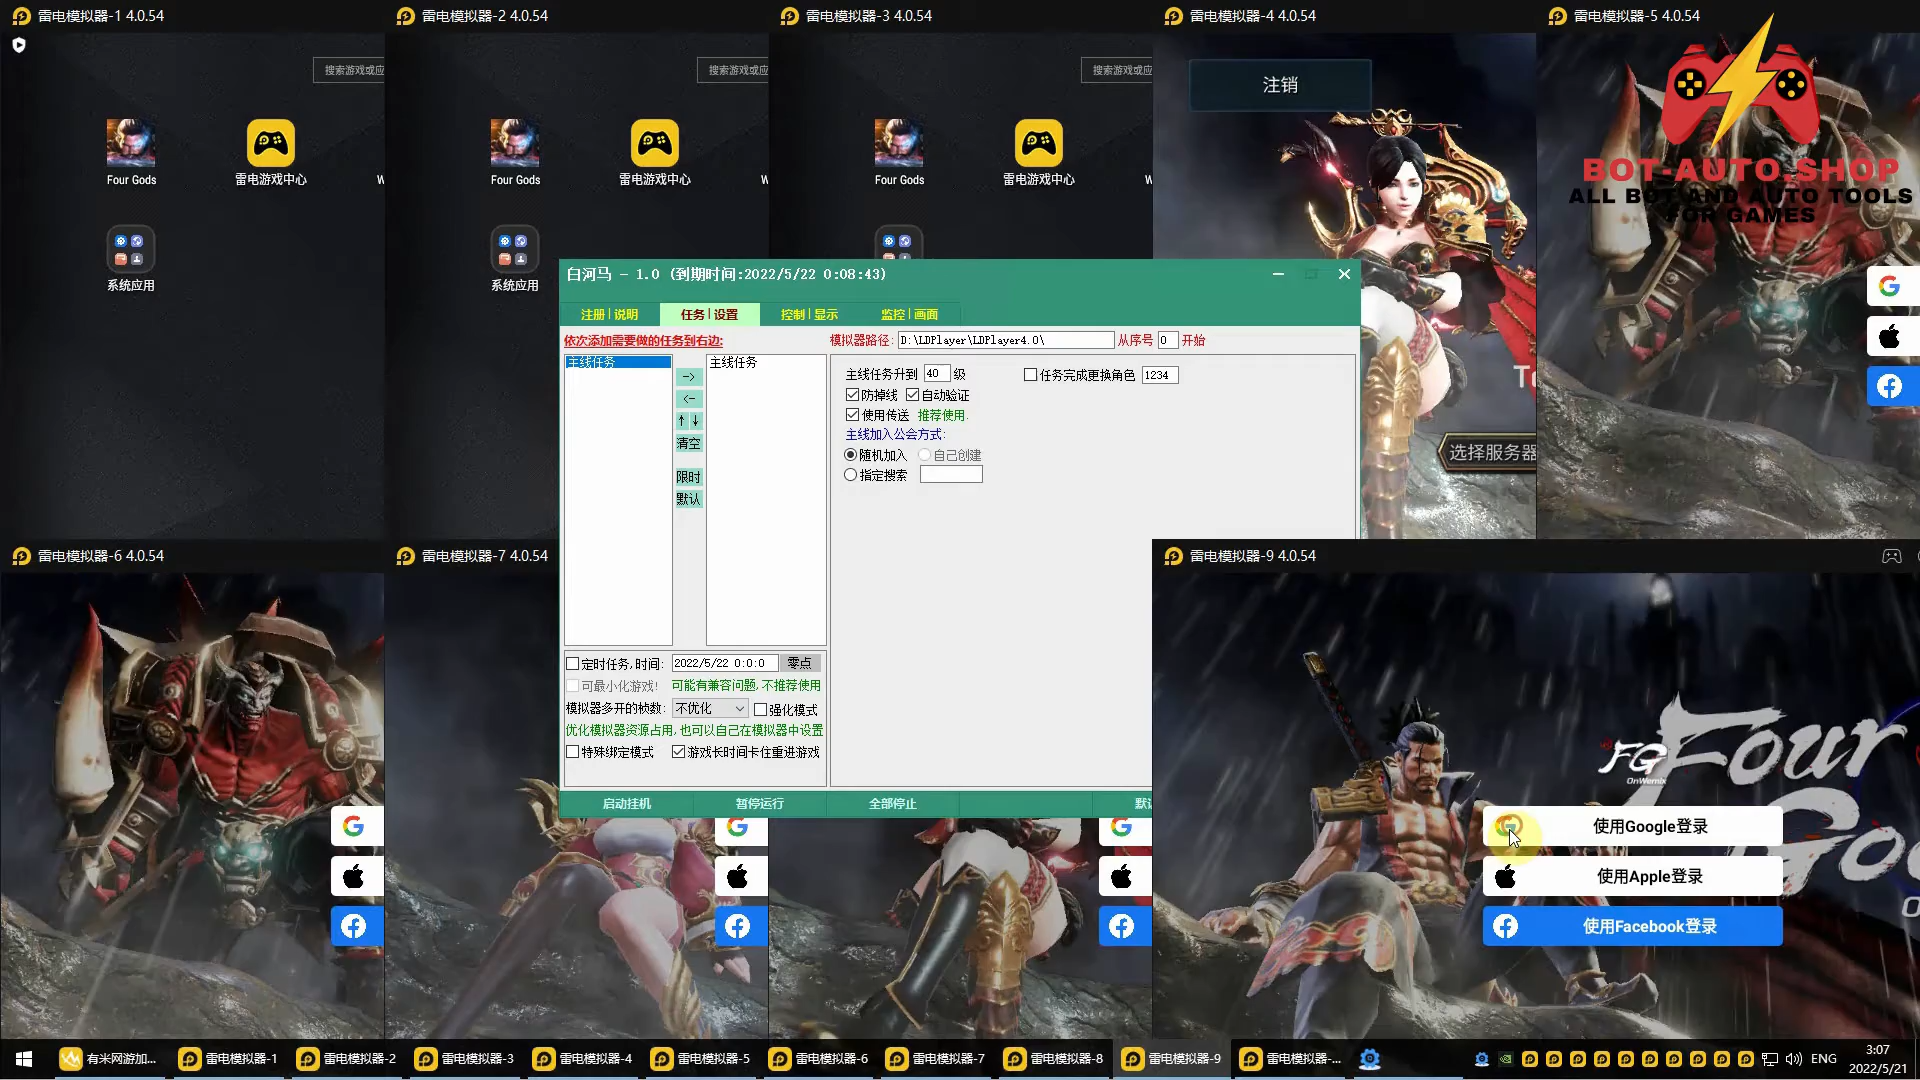 雷电模拟器-1 4.0.54
雷电模拟器-2 4.0.54
雷电模拟器-3 4.0.54
雷电模拟器-4 4.0.54
雷电模拟器-5 4.0.54
搜索游戏或应
搜索游戏或应
搜索游戏或应
注销
BOT-AUTO.SHOP
ALL BOT AND AUTO TOOLS
FOR GAMES
Four Gods
雷电游戏中心
W
Four Gods
雷电游戏中心
W
Four Gods
雷电游戏中心
W
系统应用
系统应用
白河马 - 1.0 (到期时间:2022/5/22 0:08:43)
注册|说明
任务|设置
控制|显示
监控|画面
依次添加需要做的任务到右边:
模拟器路径: D:\LDPlayer\LDPlayer4.0\ 从序号 0 开始
主线任务
主线任务
->
<-
↑ ↓
清空
限时
默认
主线任务升到 40 级
任务完成更换角色 1234
防掉线 自动验证
使用传送 推荐使用.
主线加入公会方式:
随机加入 自己创建
指定搜索
选择服务器
定时任务,时间: 2022/5/22 0:0:0 零点
可最小化游戏! 可能有兼容问题,不推荐使用
模拟器多开的帧数: 不优化 强化模式
优化模拟器资源占用,也可以自己在模拟器中设置
特殊绑定模式 游戏长时间卡住重进游戏
启动挂机
暂停运行
全部停止
雷电模拟器-6 4.0.54
雷电模拟器-7 4.0.54
雷电模拟器-9 4.0.54
FG
OnWemix
Four
使用Google登录
使用Apple登录
使用Facebook登录
有米网游加...
雷电模拟器-1
雷电模拟器-2
雷电模拟器-3
雷电模拟器-4
雷电模拟器-5
雷电模拟器-6
雷电模拟器-7
雷电模拟器-8
雷电模拟器-9
雷电模拟器-...
ENG
3:07
2022/5/21